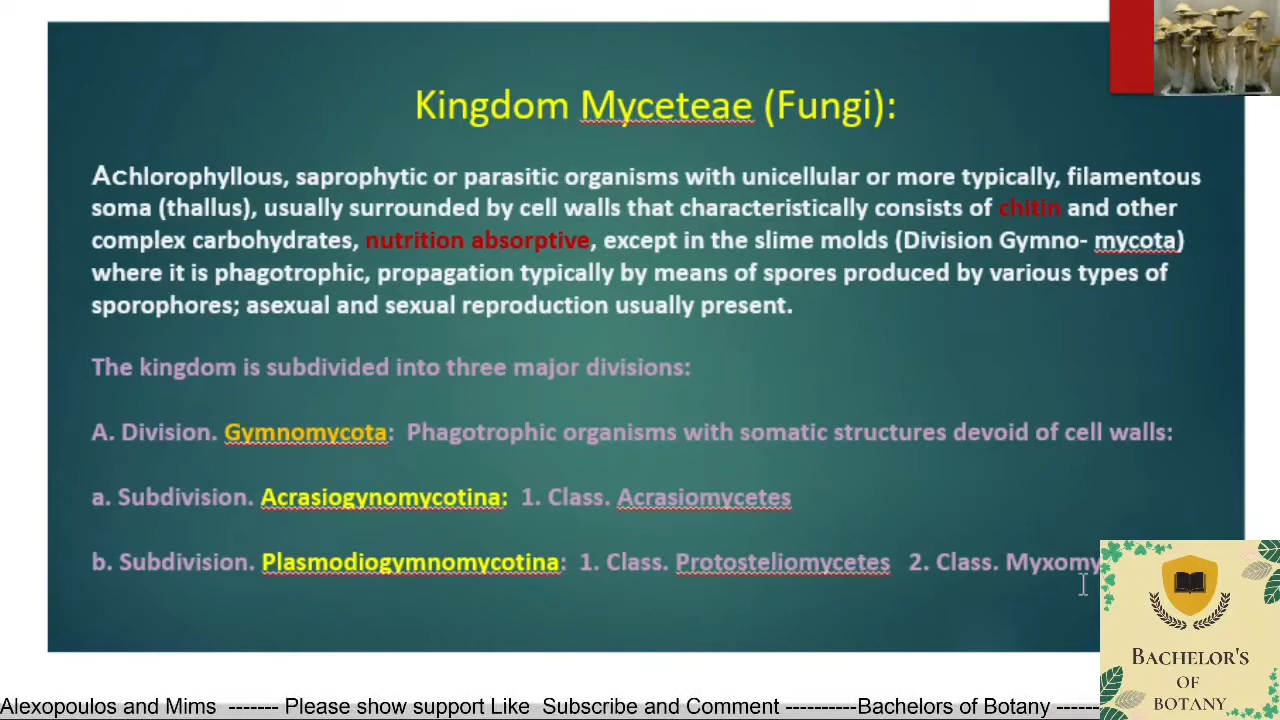 Kingdom Myceteae (Fungi):
Achlorophyllous, saprophytic or parasitic organisms with unicellular or more typically, filamentous
soma (thallus), usually surrounded by cell walls that characteristically consists of chitin and other
complex carbohydrates, nutrition absorptive, except in the slime molds (Division Gymno- mycota)
where it is phagotrophic, propagation typically by means of spores produced by various types of
sporophores; asexual and sexual reproduction usually present.
The kingdom is subdivided into three major divisions:
A. Division. Gymnomycota: Phagotrophic organisms with somatic structures devoid of cell walls:
a. Subdivision. Acrasiogynomycotina: 1. Class. Acrasiomycetes
b. Subdivision. Plasmodiogymnomycotina: 1. Class. Protosteliomycetes 2. Class.
BACHELOR'S
OF
BOTANY
Alexopoulos and Mims ------- Please show support Like Subscribe and Comment ----------Bachelors of Botany ------